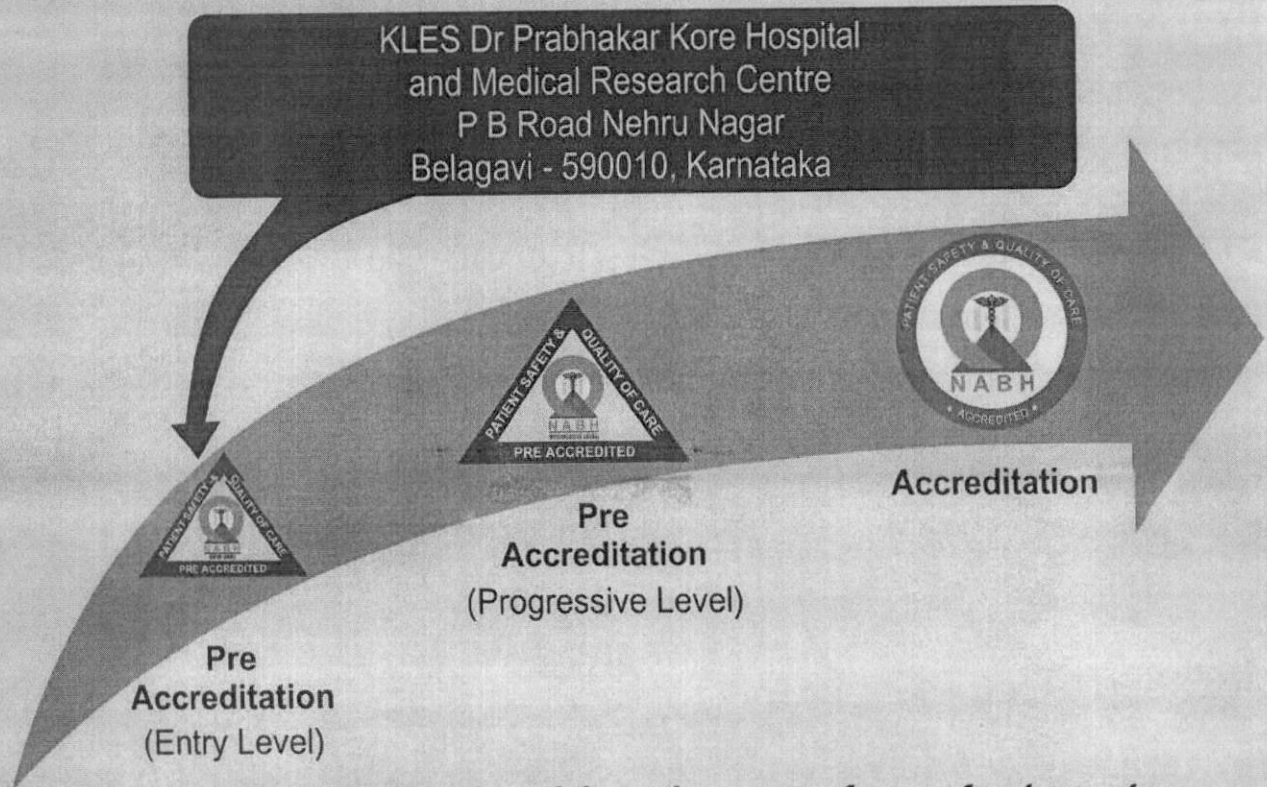 KLES Dr Prabhakar Kore Hospital
and Medical Research Centre
P B Road Nehru Nagar
Belagavi - 590010, Karnataka
PATIENT SAFETY & QUALITY OF CARE
NABH
• ACCREDITED •
Accreditation
PATIENT SAFETY & QUALITY OF CARE
NABH
PRE ACCREDITED
Pre
Accreditation
(Progressive Level)
PATIENT SAFETY & QUALITY OF CARE
NABH
PRE ACCREDITED
Pre
Accreditation
(Entry Level)